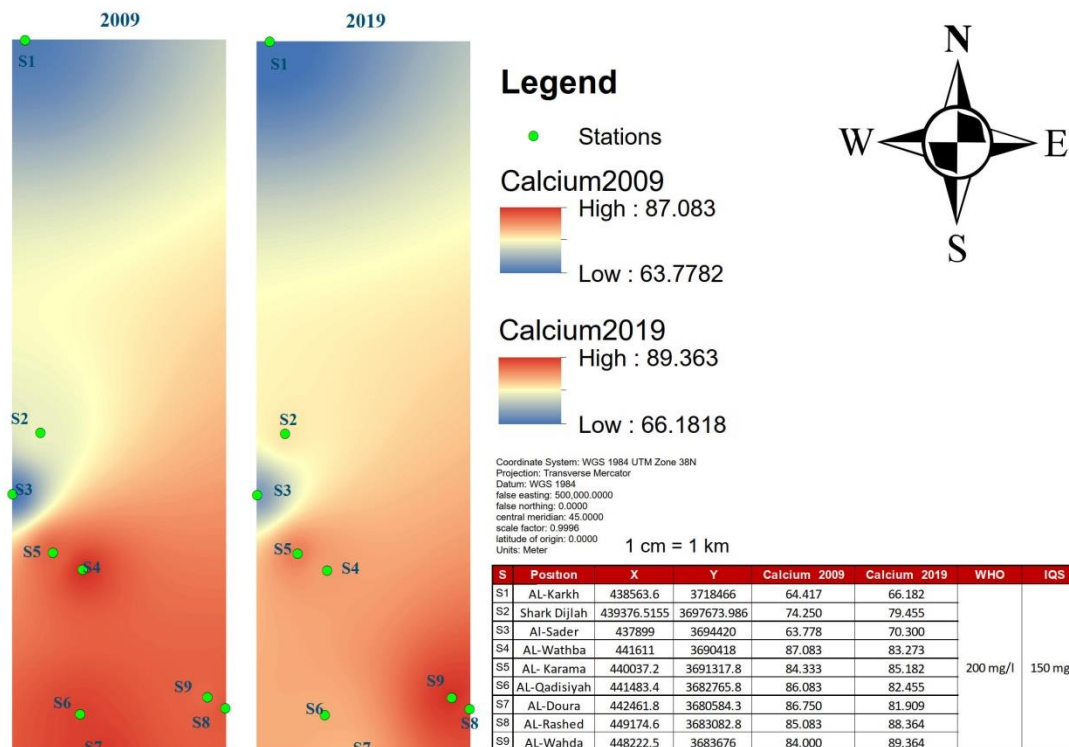 2009
2019
S1
S2
S3
S5
S4
S6
S9
S8
S7
S1
S2
S3
S5
S4
S6
S9
S8
S7
Legend
Stations
Calcium2009
High : 87.083
Low : 63.7782
Calcium2019
High : 89.363
Low : 66.1818
Coordinate System: WGS 1984 UTM Zone 38N
Projection: Transverse Mercator
Datum: WGS 1984
false easting: 500,000.0000
false northing: 0.0000
central meridian: 45.0000
scale factor: 0.9996
latitude of origin: 0.0000
Units: Meter
1 cm = 1 km
N
W
E
S
S Position X Y Calcium 2009 Calcium 2019 WHO IQS
S1 AL-Karkh 438563.6 3718466 64.417 66.182
S2 Shark Dijlah 439376.5155 3697673.986 74.250 79.455
S3 Al-Sader 437899 3694420 63.778 70.300
S4 AL-Wathba 441611 3690418 87.083 83.273
S5 AL- Karama 440037.2 3691317.8 84.333 85.182
200 mg/l 150 mg
S6 AL-Qadisiyah 441483.4 3682765.8 86.083 82.455
S7 AL-Doura 442461.8 3680584.3 86.750 81.909
S8 AL-Rashed 449174.6 3683082.8 85.083 88.364
S9 AL-Wahda 448222.5 3683676 84.000 89.364